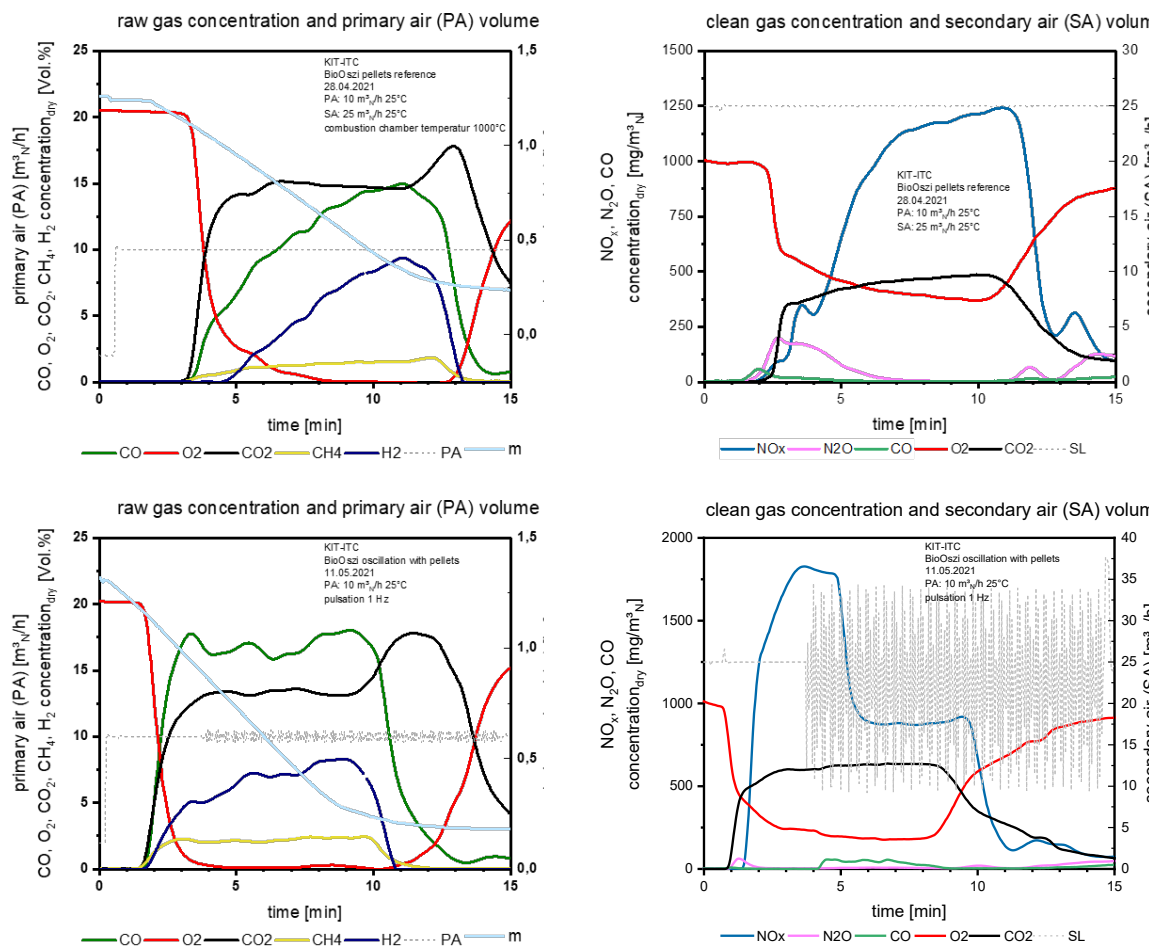 raw gas concentration and primary air (PA) volume
CO, O2, CO2, CH4, H2 concentrationdry [Vol.%]
primary air (PA) [m³N/h]
25
20
15
10
5
0
1,5
1,0
0,5
0,0
KIT-ITC
BioOszi pellets reference
28.04.2021
PA: 10 m³N/h 25°C
SA: 25 m³N/h 25°C
combustion chamber temperatur 1000°C
0
5
10
15
time [min]
CO O2 CO2 CH4 H2 PA m
clean gas concentration and secondary air (SA) volum
NOx, N2O, CO
concentrationdry [mg/m³N]
1500
1250
1000
750
500
250
0
30
25
20
15
10
5
0
secondary air (SA) [m³N/h]
KIT-ITC
BioOszi pellets reference
28.04.2021
PA: 10 m³N/h 25°C
SA: 25 m³N/h 25°C
0
5
10
15
time [min]
NOx N2O CO O2 CO2 SL
raw gas concentration and primary air (PA) volume
CO, O2, CO2, CH4, H2 concentrationdry [Vol.%]
primary air (PA) [m³N/h]
25
20
15
10
5
0
1,5
1,0
0,5
0,0
KIT-ITC
BioOszi oscillation with pellets
11.05.2021
PA: 10 m³N/h 25°C
pulsation 1 Hz
0
5
10
15
time [min]
CO O2 CO2 CH4 H2 PA m
clean gas concentration and secondary air (SA) volum
NOx, N2O, CO
concentrationdry [mg/m³N]
2000
1500
1000
500
0
40
35
30
25
20
15
10
5
0
secondary air (SA) [m³N/h]
KIT-ITC
BioOszi oscillation with pellets
11.05.2021
PA: 10 m³N/h 25°C
pulsation 1 Hz
0
5
10
15
time [min]
NOx N2O CO O2 CO2 SL